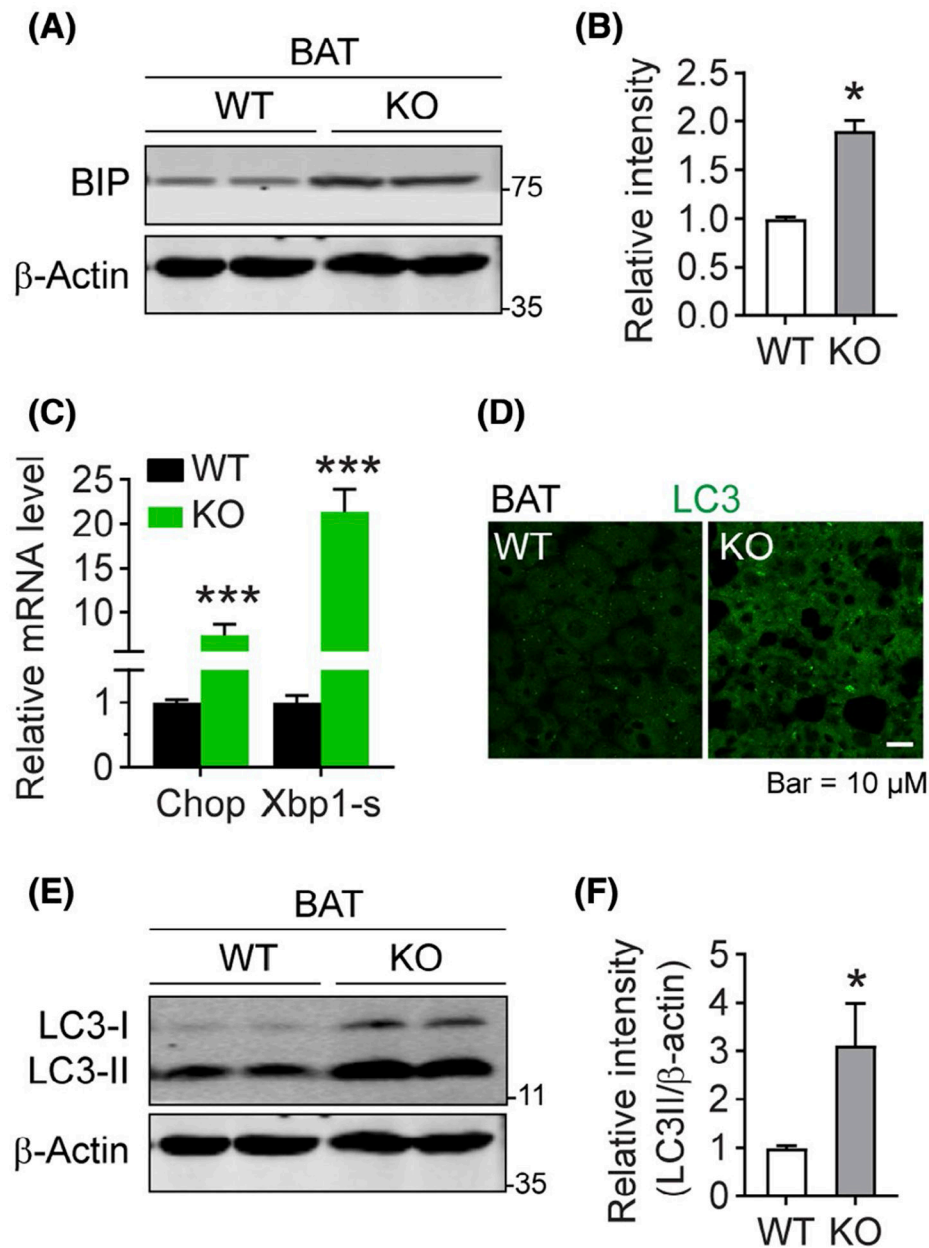 (A)
BAT
WT KO
BIP
-75
β-Actin
-35
(B)
Relative intensity
2.5
2.0
1.5
1.0
0.5
0.0
*
WT KO
(C)
Relative mRNA level
25
20
15
10
1
0
WT
KO
***
***
Chop Xbp1-s
(D)
BAT LC3
WT KO
Bar = 10 µM
(E)
BAT
WT KO
LC3-I
LC3-II
-11
β-Actin
-35
(F)
Relative intensity
(LC3II/β-actin)
5
4
3
2
1
0
*
WT KO